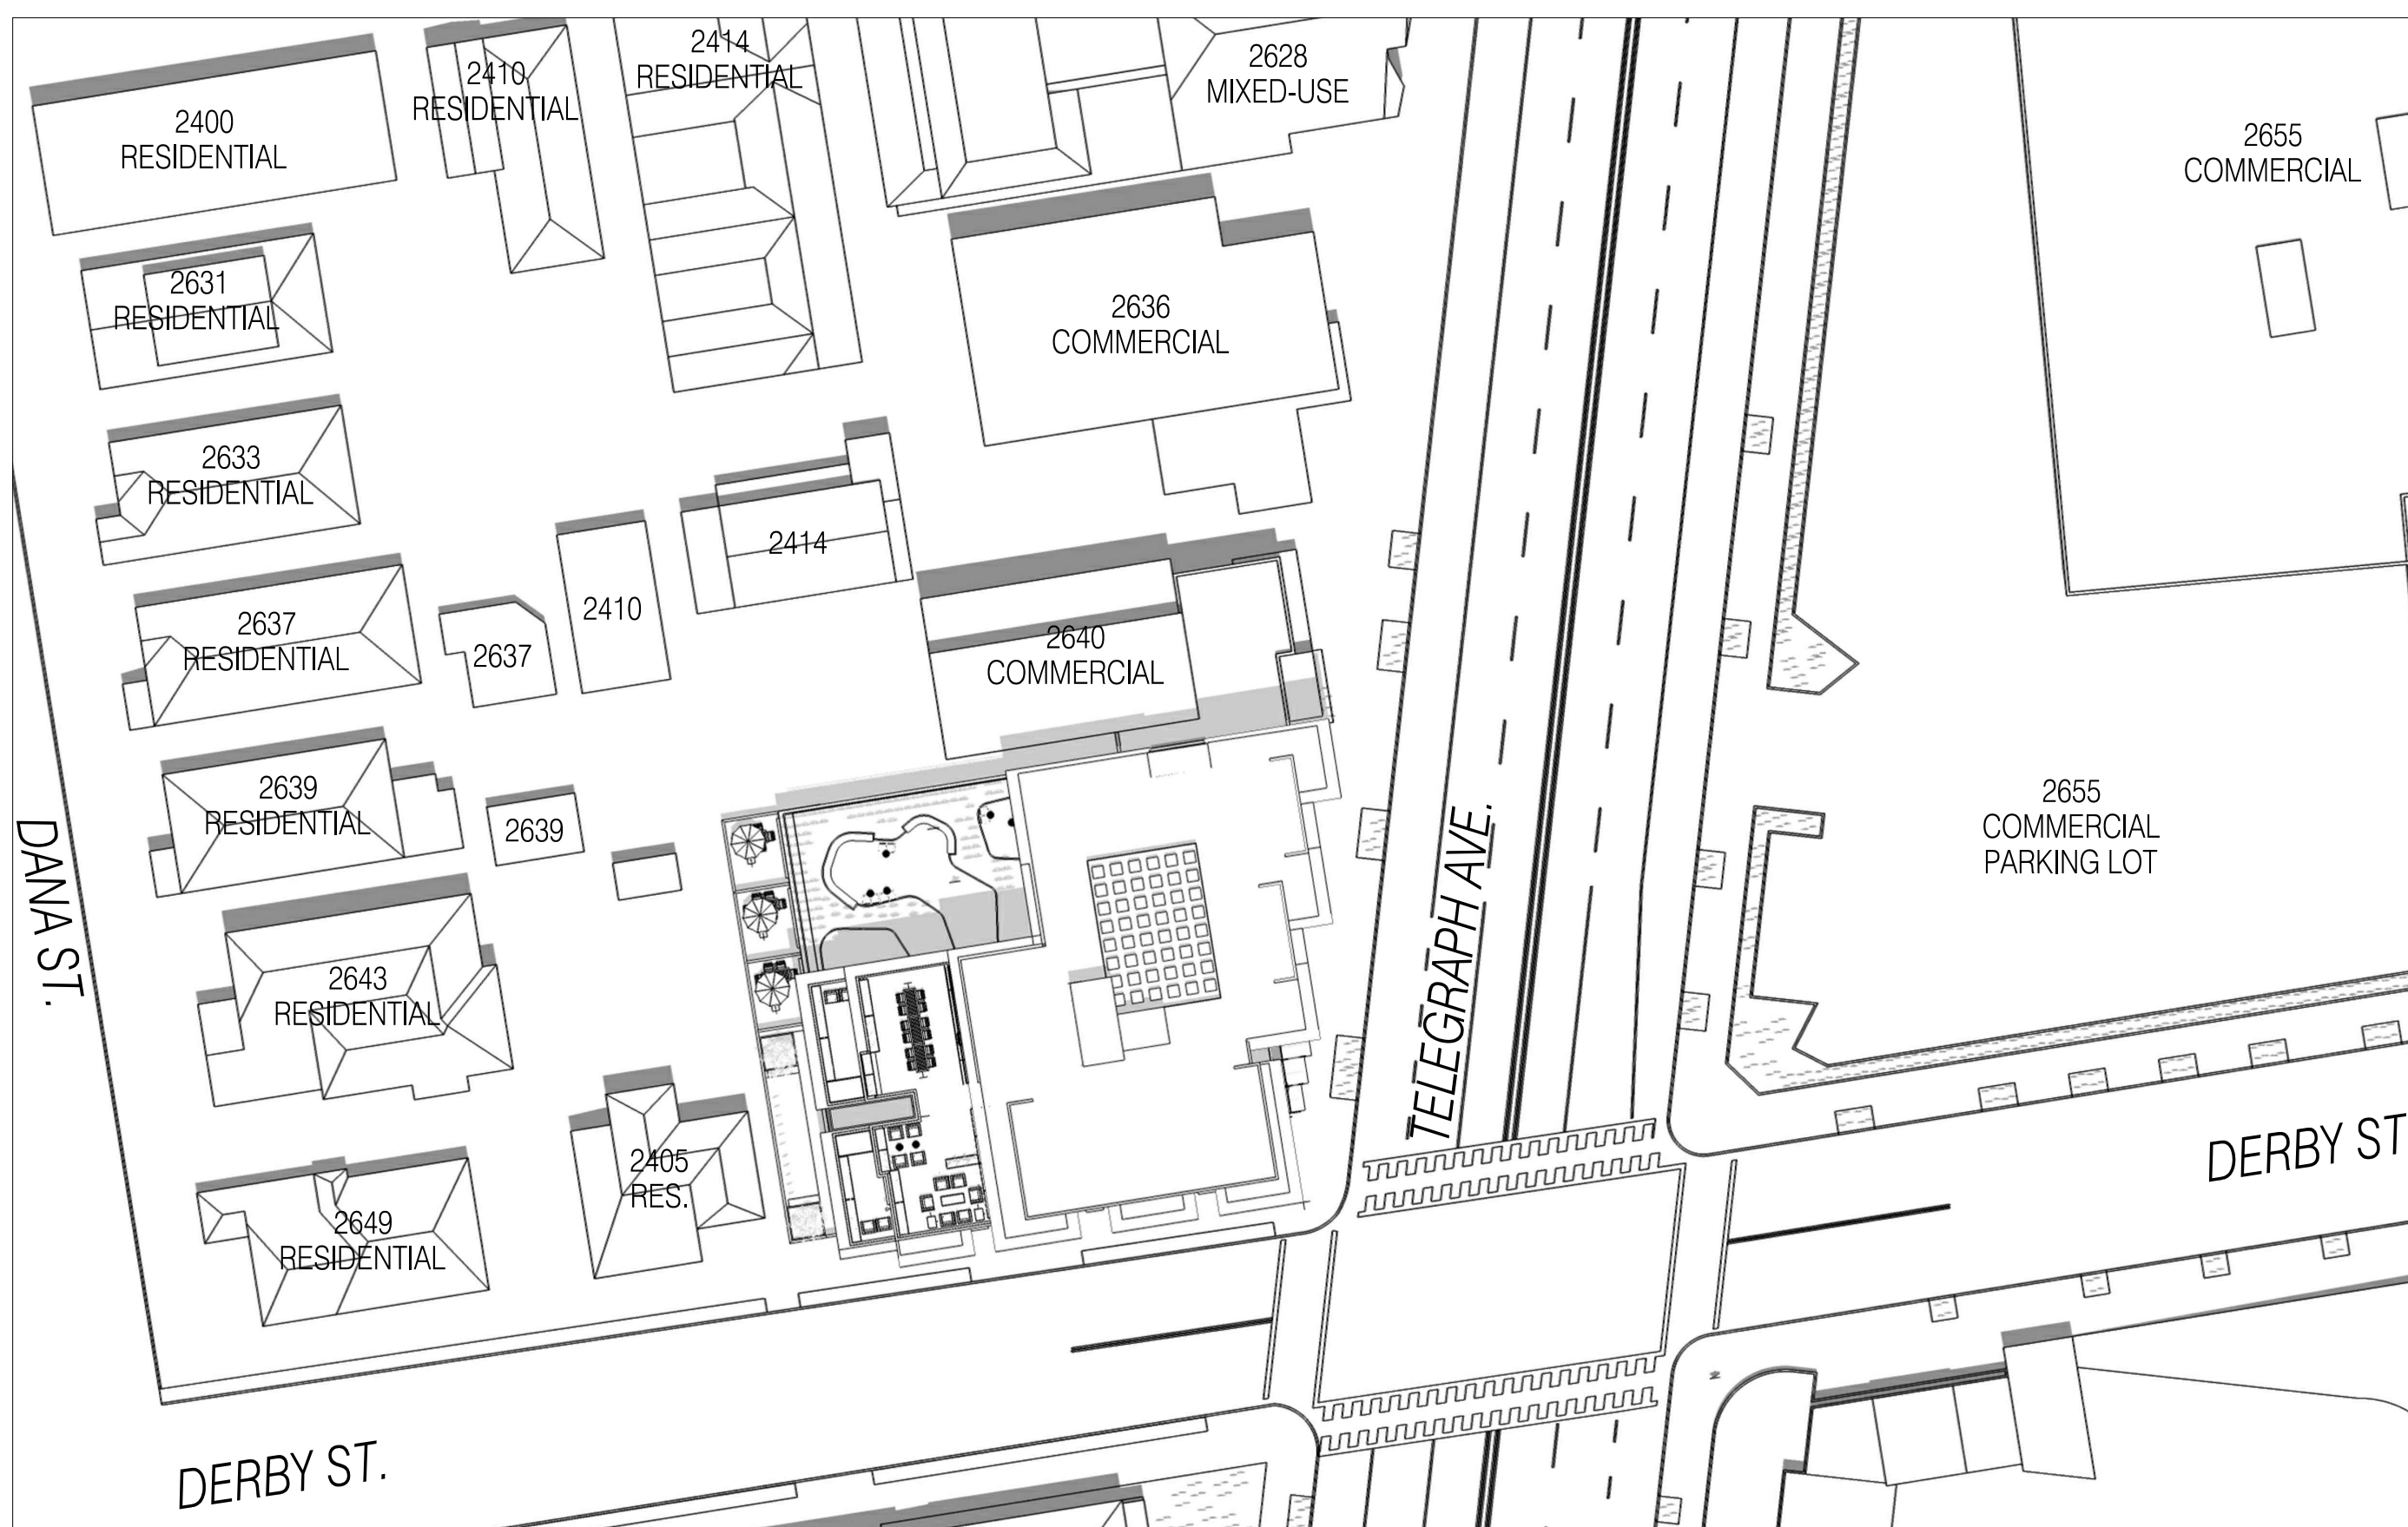 2414
RESIDENTIAL
2410
RESIDENTIAL
2628
MIXED-USE
2400
RESIDENTIAL
2655
COMMERCIAL
2631
RESIDENTIAL
2636
COMMERCIAL
2633
RESIDENTIAL
2414
2410
2637
RESIDENTIAL
2637
2640
COMMERCIAL
2639
RESIDENTIAL
2639
2655
COMMERCIAL
PARKING LOT
DANA ST.
TELEGRAPH AVE.
2643
RESIDENTIAL
2405
RES.
DERBY ST
2649
RESIDENTIAL
DERBY ST.